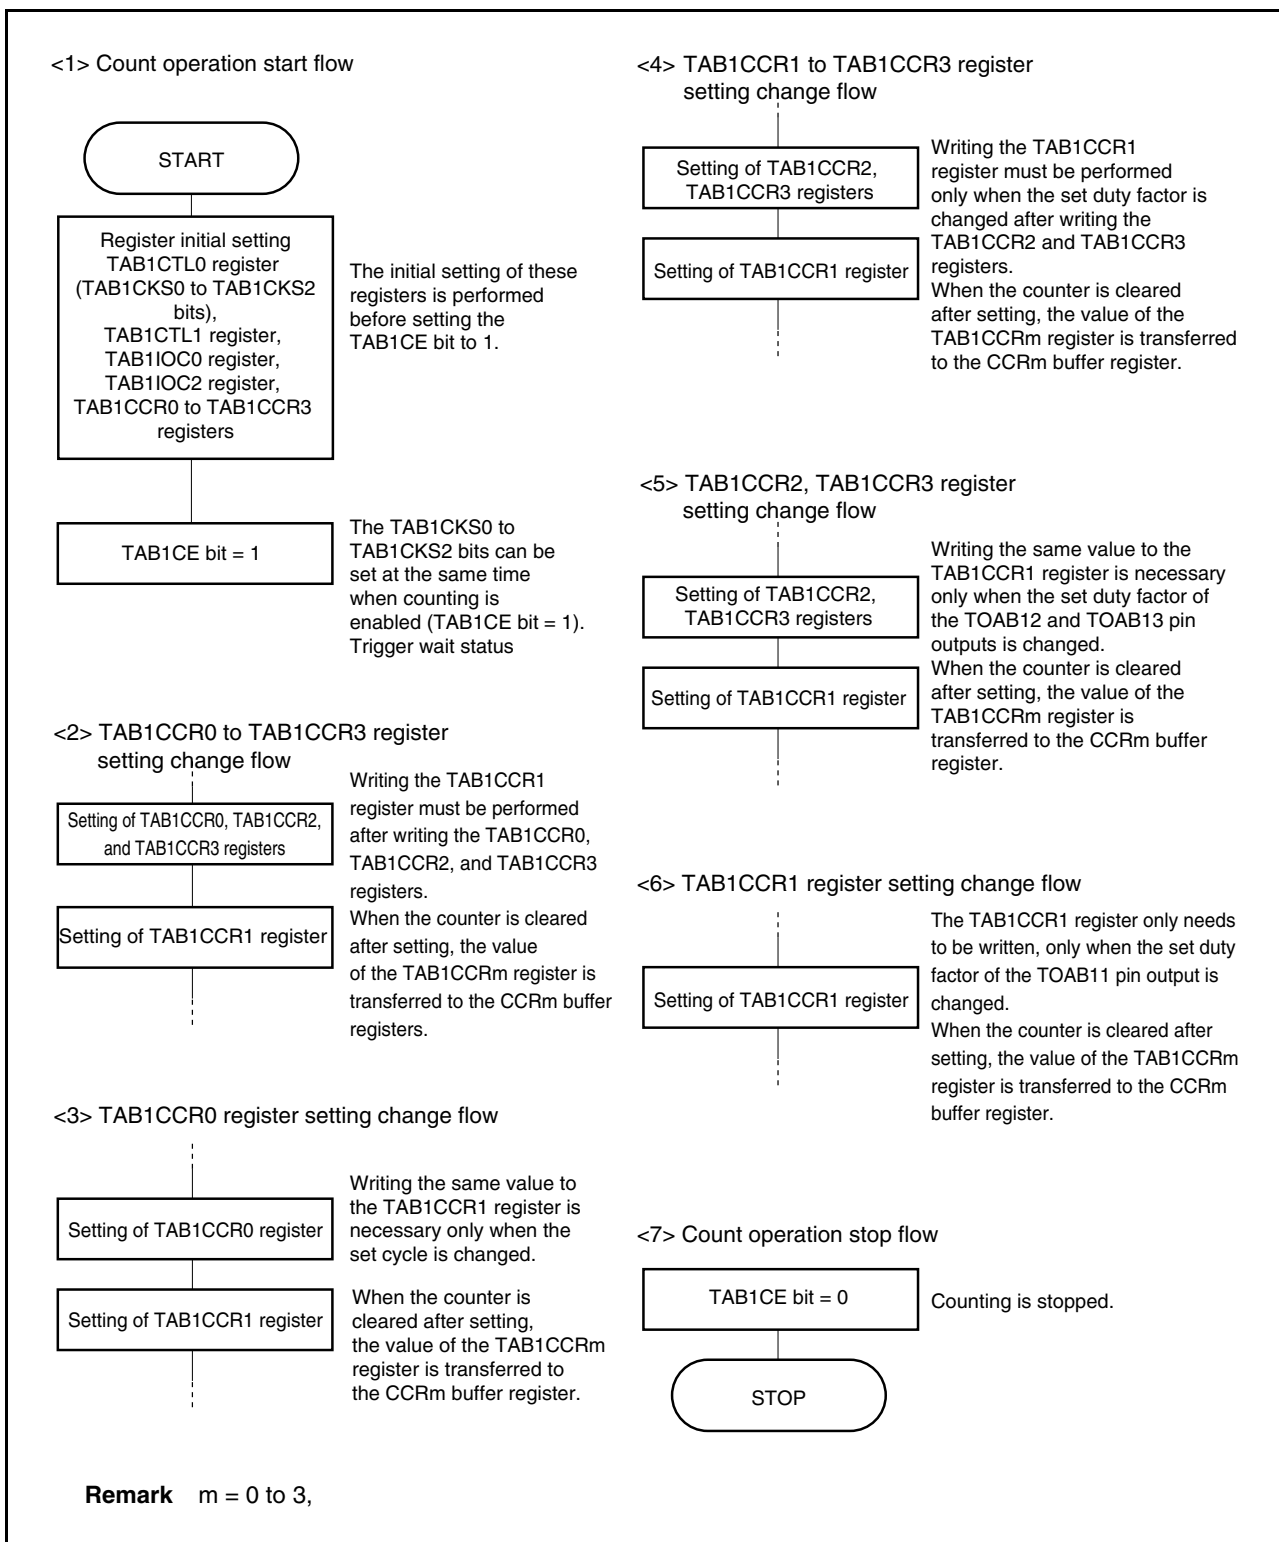 <1> Count operation start flow
START
Register initial setting
TAB1CTL0 register
(TAB1CKS0 to TAB1CKS2
bits),
TAB1CTL1 register,
TAB1IOC0 register,
TAB1IOC2 register,
TAB1CCR0 to TAB1CCR3
registers
The initial setting of these
registers is performed
before setting the
TAB1CE bit to 1.
TAB1CE bit = 1
The TAB1CKS0 to
TAB1CKS2 bits can be
set at the same time
when counting is
enabled (TAB1CE bit = 1).
Trigger wait status
<2> TAB1CCR0 to TAB1CCR3 register
setting change flow
Setting of TAB1CCR0, TAB1CCR2,
and TAB1CCR3 registers
Setting of TAB1CCR1 register
Writing the TAB1CCR1
register must be performed
after writing the TAB1CCR0,
TAB1CCR2, and TAB1CCR3
registers.
When the counter is cleared
after setting, the value
of the TAB1CCRm register is
transferred to the CCRm buffer
registers.
<3> TAB1CCR0 register setting change flow
Setting of TAB1CCR0 register
Setting of TAB1CCR1 register
Writing the same value to
the TAB1CCR1 register is
necessary only when the
set cycle is changed.
When the counter is
cleared after setting,
the value of the TAB1CCRm
register is transferred to
the CCRm buffer register.
<4> TAB1CCR1 to TAB1CCR3 register
setting change flow
Setting of TAB1CCR2,
TAB1CCR3 registers
Setting of TAB1CCR1 register
Writing the TAB1CCR1
register must be performed
only when the set duty factor is
changed after writing the
TAB1CCR2 and TAB1CCR3
registers.
When the counter is cleared
after setting, the value of the
TAB1CCRm register is transferred
to the CCRm buffer register.
<5> TAB1CCR2, TAB1CCR3 register
setting change flow
Setting of TAB1CCR2,
TAB1CCR3 registers
Setting of TAB1CCR1 register
Writing the same value to the
TAB1CCR1 register is necessary
only when the set duty factor of
the TOAB12 and TOAB13 pin
outputs is changed.
When the counter is cleared
after setting, the value of the
TAB1CCRm register is
transferred to the CCRm buffer
register.
<6> TAB1CCR1 register setting change flow
Setting of TAB1CCR1 register
The TAB1CCR1 register only needs
to be written, only when the set duty
factor of the TOAB11 pin output is
changed.
When the counter is cleared after
setting, the value of the TAB1CCRm
register is transferred to the CCRm
buffer register.
<7> Count operation stop flow
TAB1CE bit = 0
Counting is stopped.
STOP
Remark m = 0 to 3,